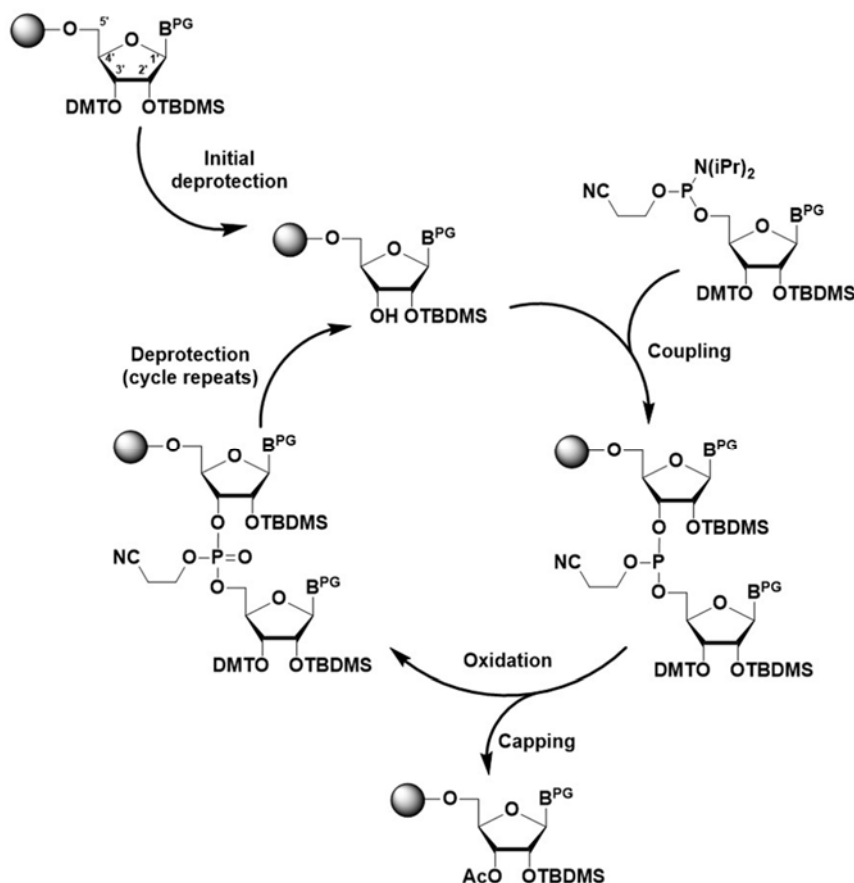 5'
O
O
B^PG
4'
1'
3'
2'
DMTO
OTBDMS
Initial
deprotection
N(iPr)₂
NC
O
P
O
O
B^PG
DMTO
OTBDMS
O
O
B^PG
OH
OTBDMS
Coupling
Deprotection
(cycle repeats)
O
O
B^PG
O
OTBDMS
NC
O
P=O
O
O
B^PG
DMTO
OTBDMS
O
O
B^PG
O
OTBDMS
NC
O
P
O
O
B^PG
DMTO
OTBDMS
Oxidation
Capping
O
O
B^PG
AcO
OTBDMS